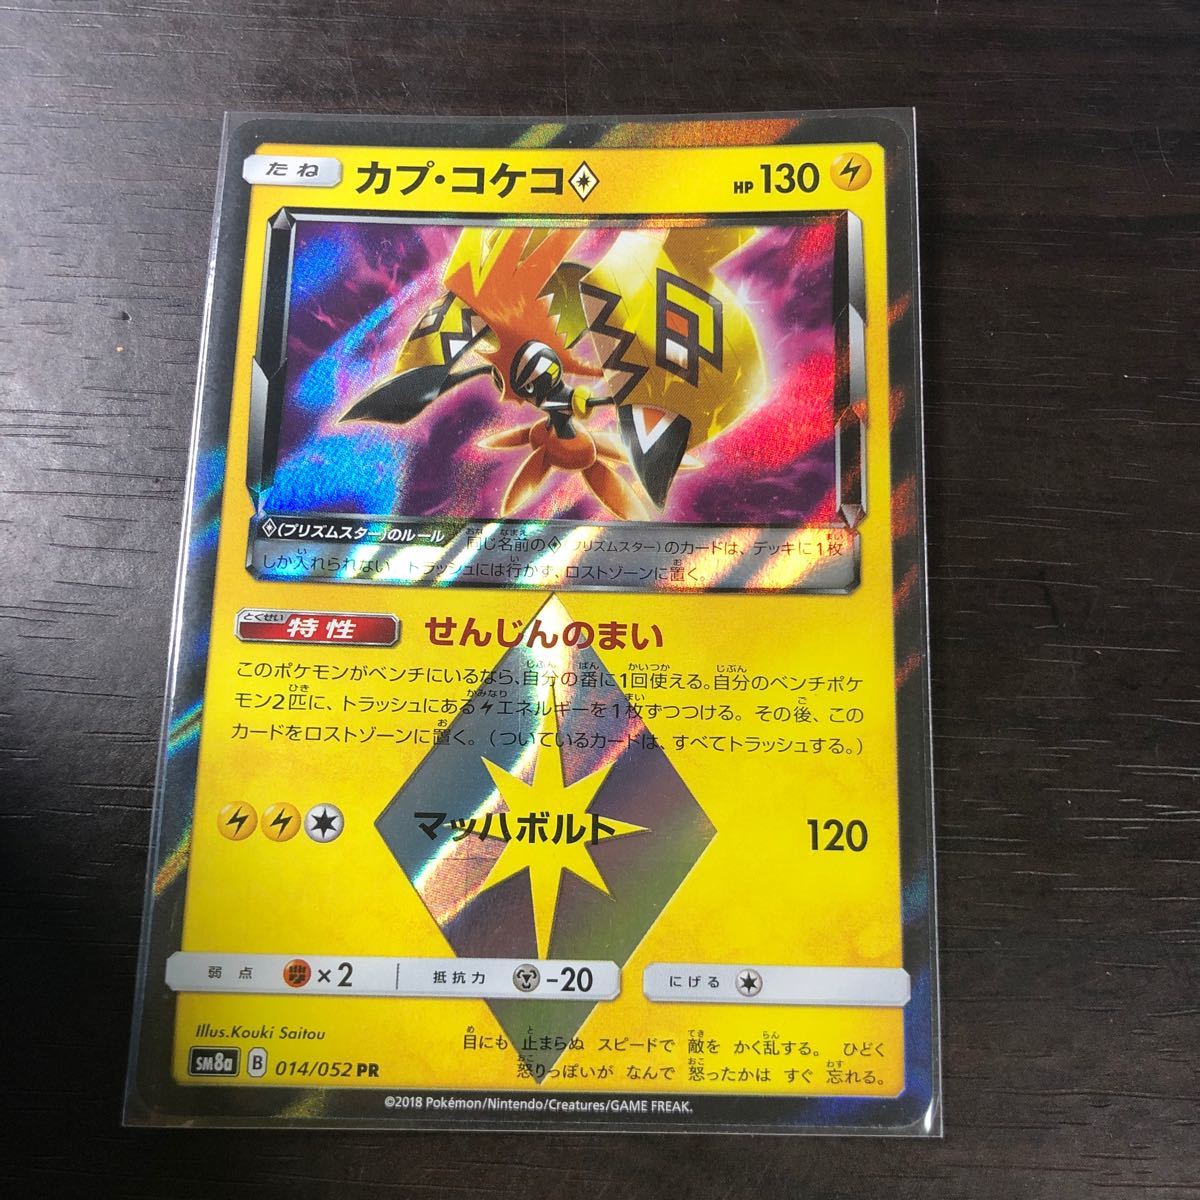 たね カプ・コケコ◇ HP 130
◇(プリズムスター)のルール 同じ名前の◇(プリズムスター)のカードは、デッキに1枚
しか入れられない。トラッシュには行かず、ロストゾーンに置く。
特性 せんじんのまい
このポケモンがベンチにいるなら、自分の番に1回使える。自分のベンチポケ
モン2匹に、トラッシュにあるエネルギーを1枚ずつつける。その後、この
カードをロストゾーンに置く。(ついているカードは、すべてトラッシュする。)
マッハボルト 120
弱点 ×2 抵抗力 -20 にげる
Illus.Kouki Saitou
目にも 止まらぬ スピードで 敵を かく乱する。 ひどく
怒りっぽいが なんで 怒ったかは すぐ 忘れる。
SM8a B 014/052 PR
©2018 Pokémon/Nintendo/Creatures/GAME FREAK.